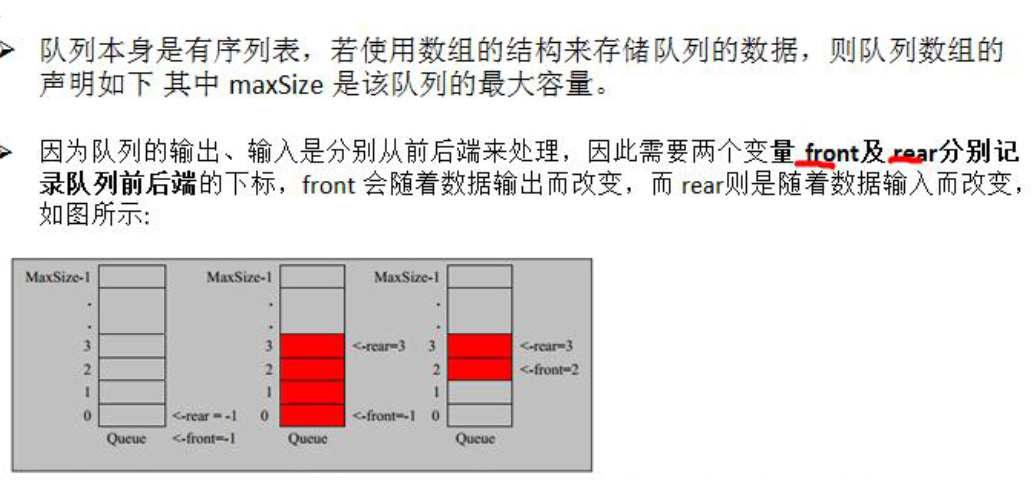 ➢ 队列本身是有序列表，若使用数组的结构来存储队列的数据，则队列数组的
声明如下 其中 maxSize 是该队列的最大容量。
➢ 因为队列的输出、输入是分别从前后端来处理，因此需要两个变量 front及 rear分别记
录队列前后端的下标，front 会随着数据输出而改变，而 rear则是随着数据输入而改变，
如图所示:
MaxSize-1 MaxSize-1 MaxSize-1
. . .
. . .
3 3 <-rear=3 3 <-rear=3
2 2 2 <-front=2
1 1 1
0 <-rear = -1 0 <-front=-1 0
Queue <-front=-1 Queue Queue